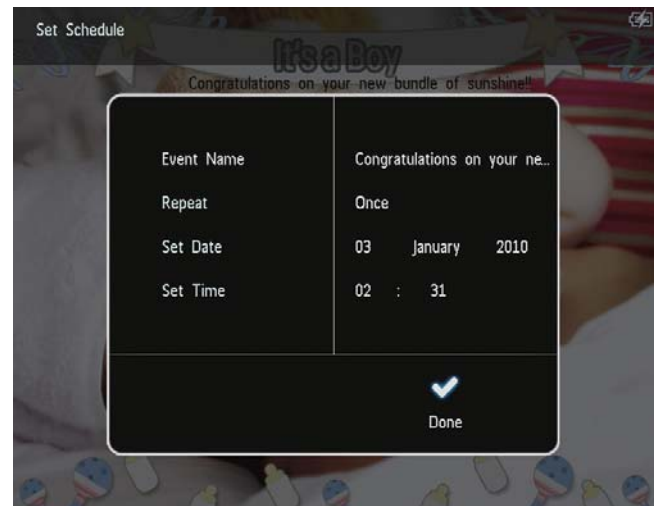 Set Schedule
It's a Boy
Congratulations on your new bundle of sunshine!!
Event Name Congratulations on your ne...
Repeat Once
Set Date 03 January 2010
Set Time 02 : 31
Done